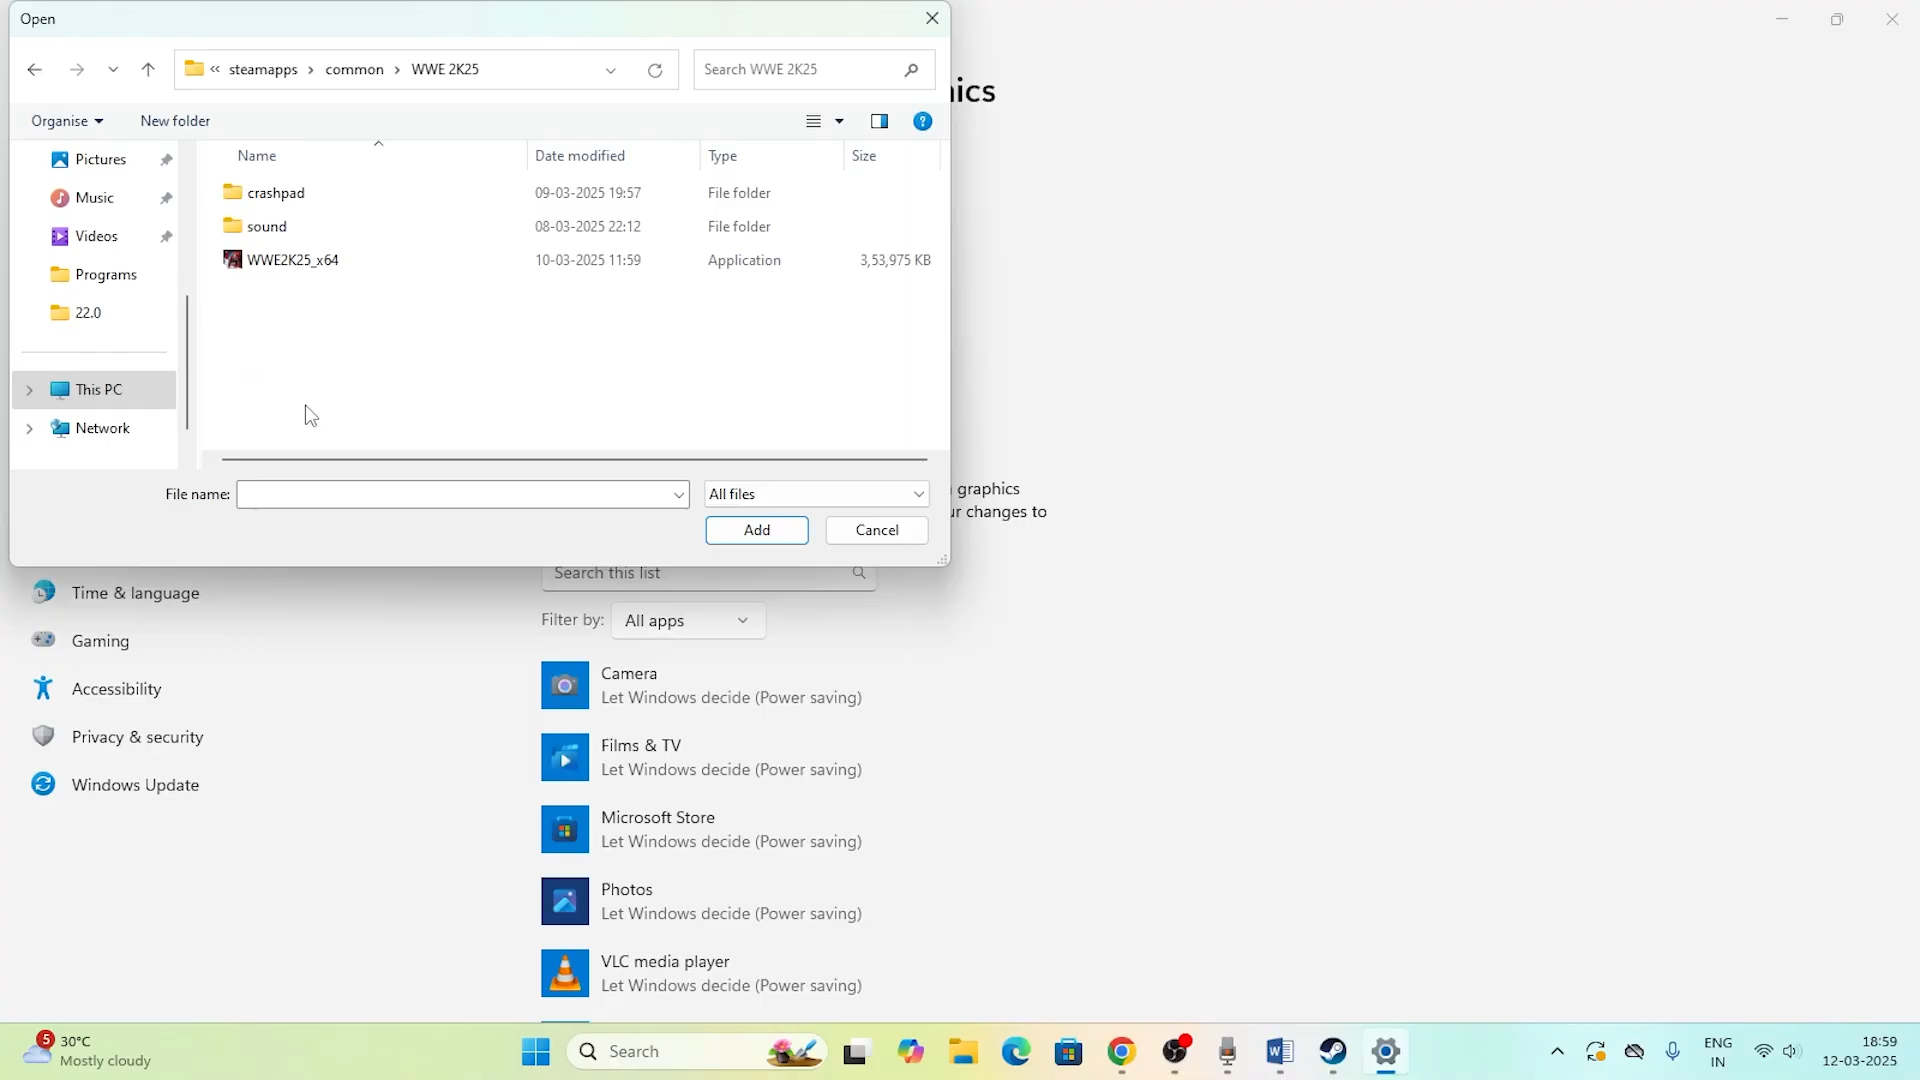 Open
steamapps
common
WWE 2K25
Search WWE 2K25
Organise
New folder
?
Name
Date modified
Type
Size
Pictures
Music
Videos
Programs
22.0
This PC
Network
crashpad
09-03-2025 19:57
File folder
sound
08-03-2025 22:12
File folder
WWE2K25_x64
10-03-2025 11:59
Application
3,53,975 KB
File name:
All files
Add
Cancel
ics
graphics
ur changes to
Time & language
Gaming
Accessibility
Privacy & security
Windows Update
Search this list
Filter by:
All apps
Camera
Let Windows decide (Power saving)
Films & TV
Let Windows decide (Power saving)
Microsoft Store
Let Windows decide (Power saving)
Photos
Let Windows decide (Power saving)
VLC media player
Let Windows decide (Power saving)
5
30°C
Mostly cloudy
Search
ENG
IN
18:59
12-03-2025